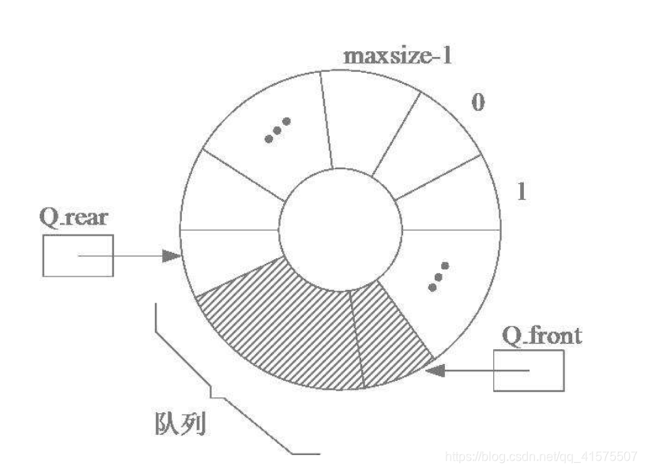 maxsize-1
0
1
Q.rear
Q.front
队列
https://blog.csdn.net/qq_41575507